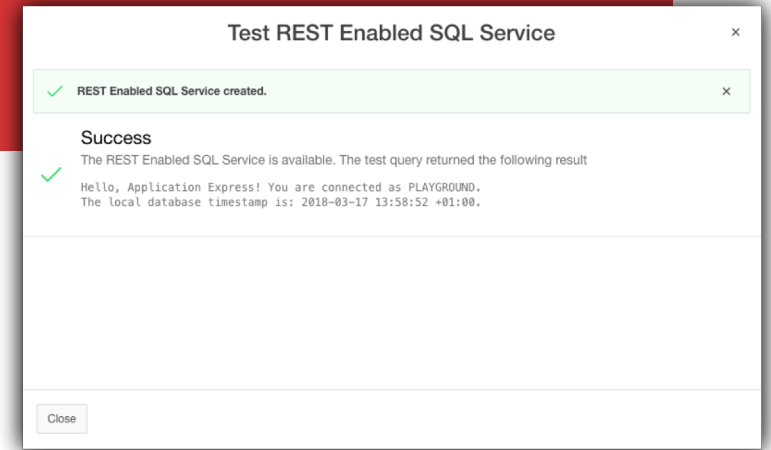 Test REST Enabled SQL Service
REST Enabled SQL Service created.
Success
The REST Enabled SQL Service is available. The test query returned the following result
Hello, Application Express! You are connected as PLAYGROUND.
The local database timestamp is: 2018-03-17 13:58:52 +01:00.
Close